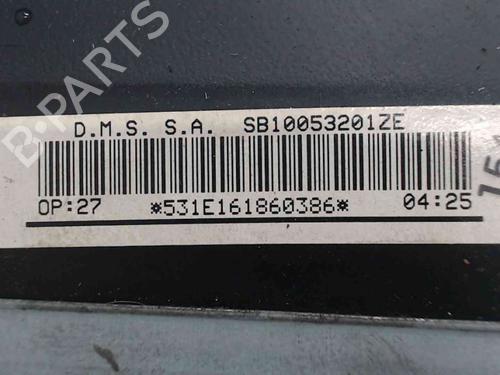 B-PARTS
D.M.S. S.A. SB10053201ZE
OP:27 *531E161860386* 04:25